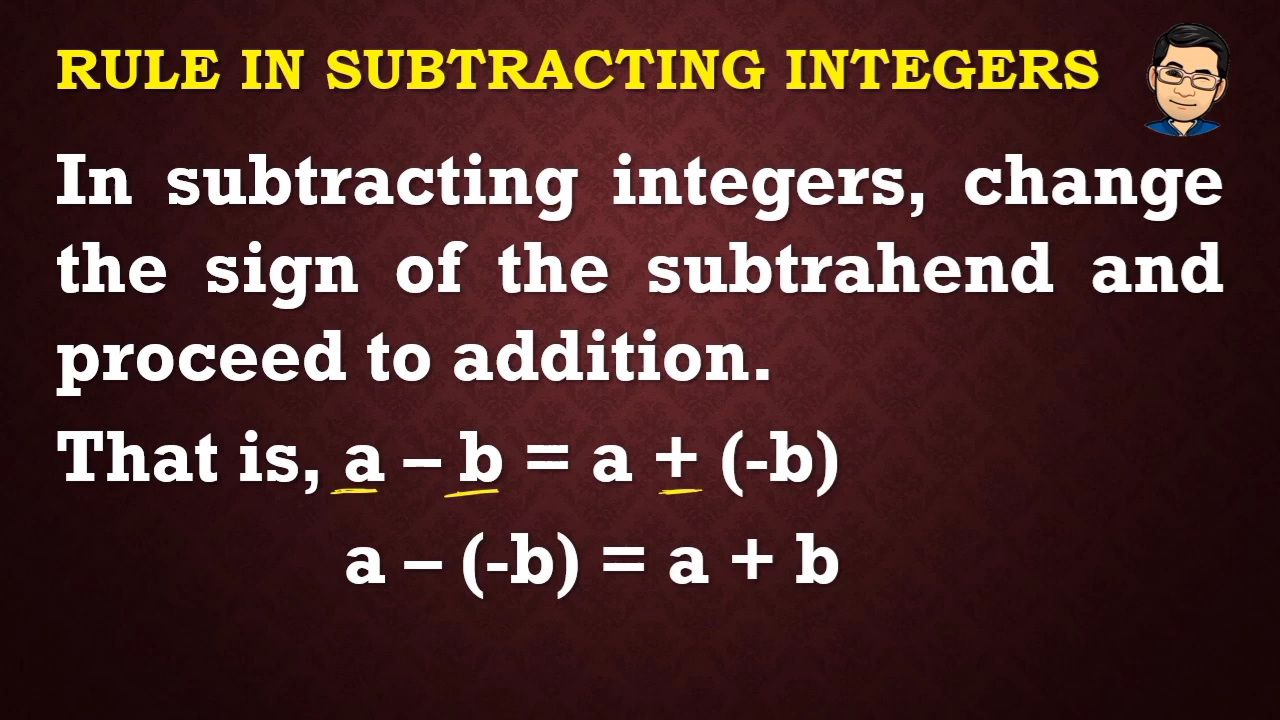 RULE IN SUBTRACTING INTEGERS
In subtracting integers, change
the sign of the subtrahend and
proceed to addition.
That is, a – b = a + (-b)
a – (-b) = a + b